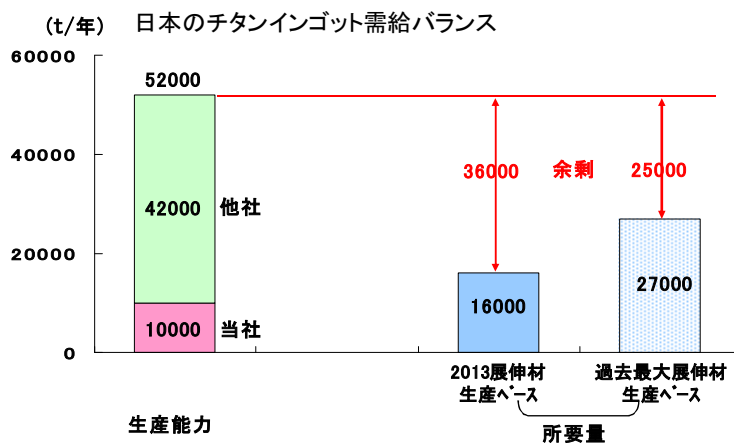 (t/年) 日本のチタンインゴット需給バランス
60000
52000
40000
36000 余剰 25000
42000 他社
20000
16000
27000
10000 当社
0
2013展伸材 過去最大展伸材
生産ﾍﾞｰｽ 生産ﾍﾞｰｽ
生産能力
所要量